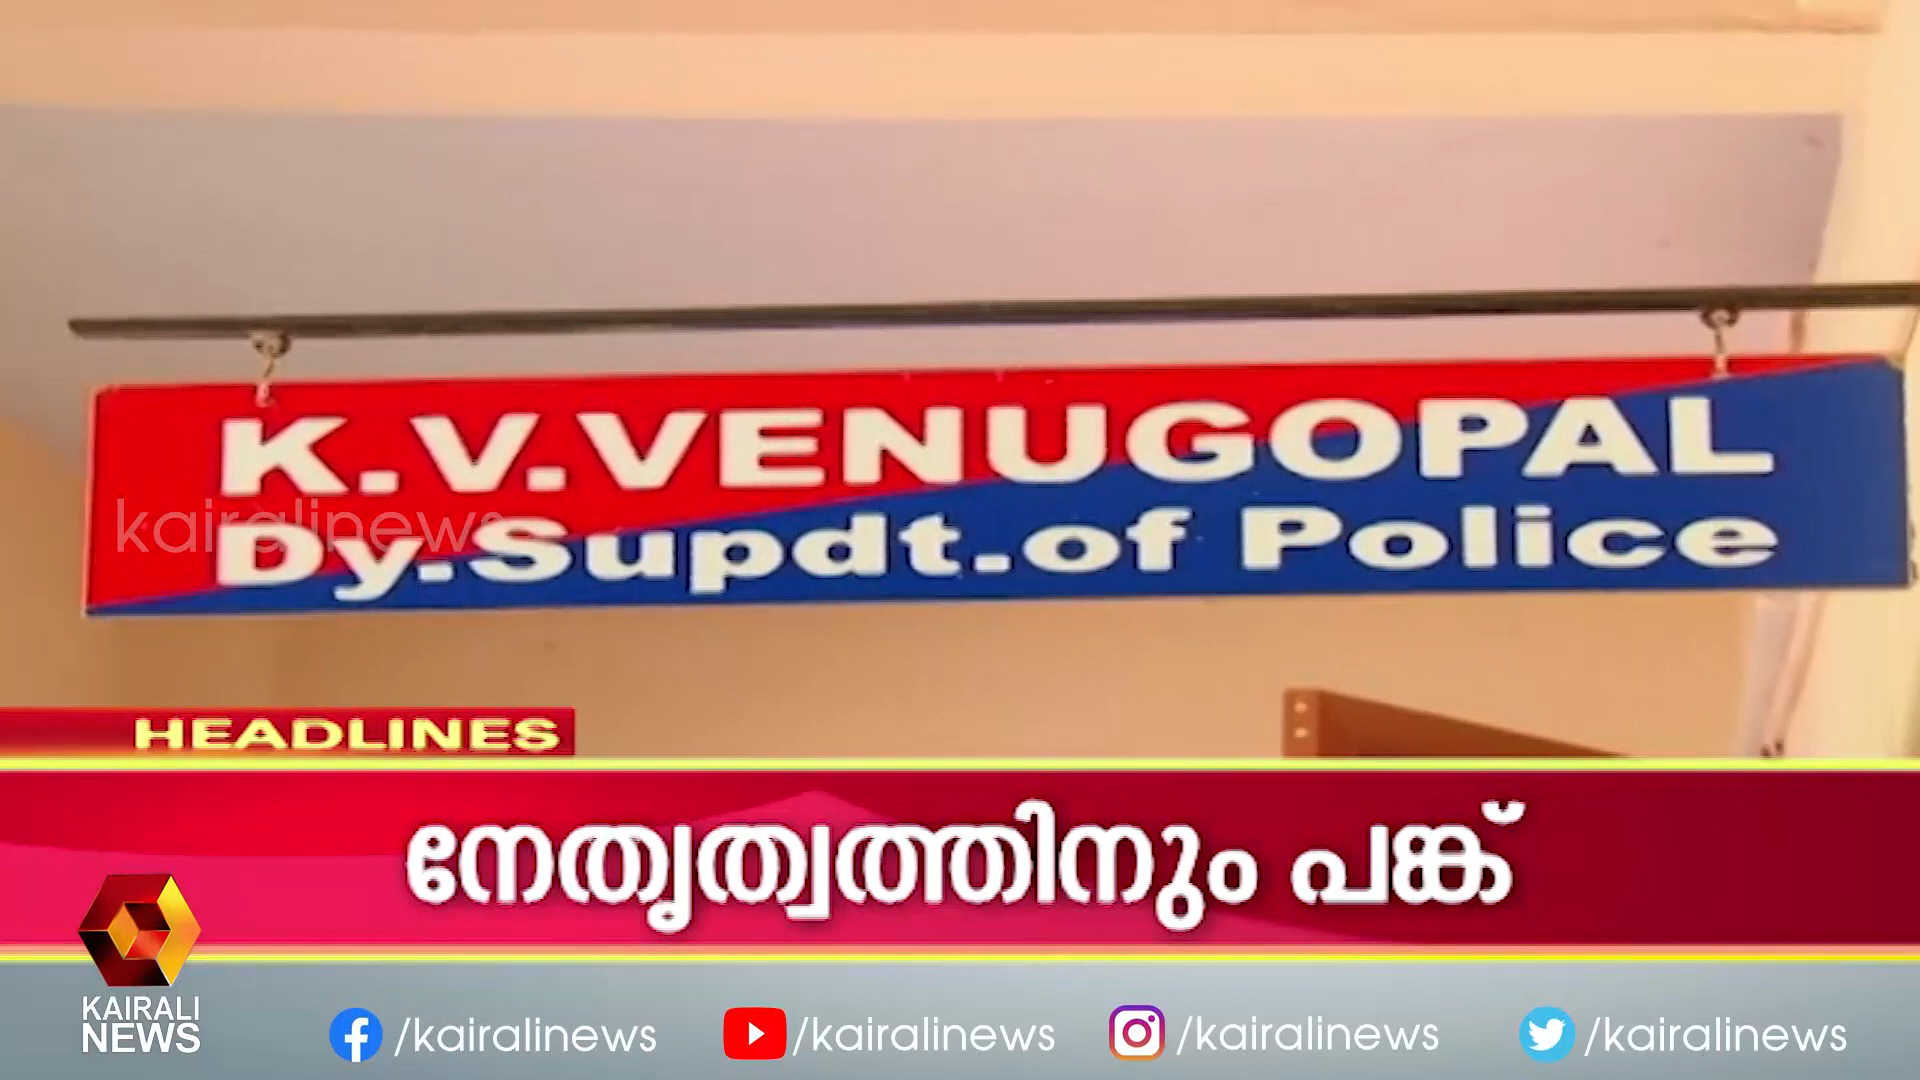 K.V.VENUGOPAL
kairalinews
Dy.Supdt.of Police
HEADLINES
നേതൃത്വത്തിനും പങ്ക്
KAIRALI
NEWS
/kairalinews
/kairalinews
/kairalinews
/kairalinews